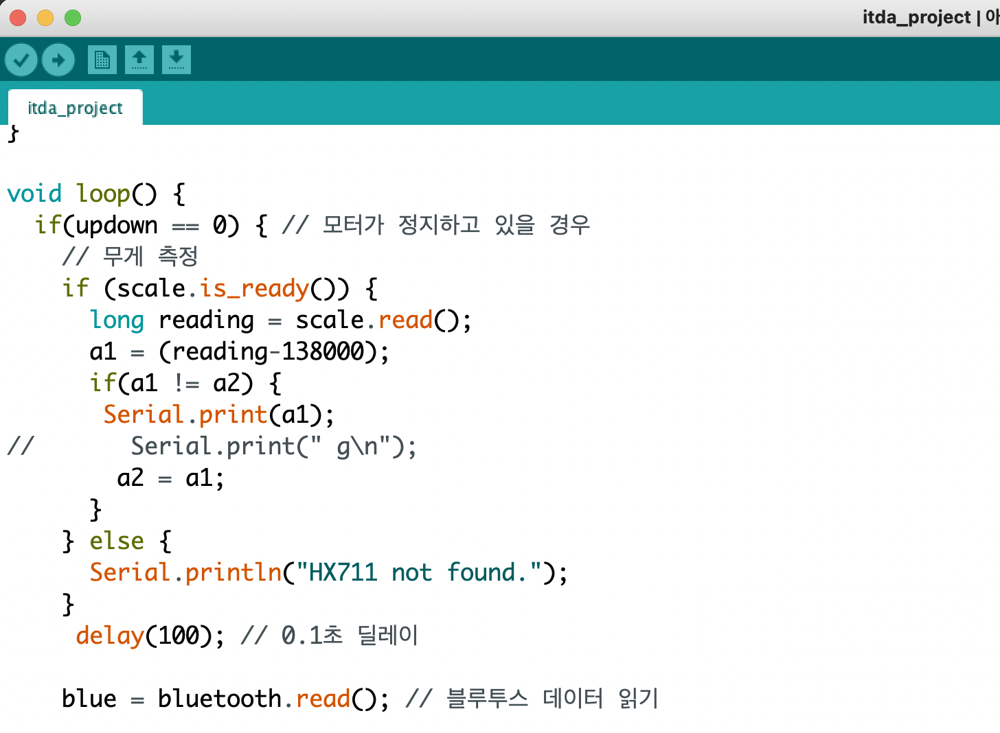 itda_project |
itda_project
}
void loop() {
  if(updown == 0) { // 모터가 정지하고 있을 경우
    // 무게 측정
    if (scale.is_ready()) {
      long reading = scale.read();
      a1 = (reading-138000);
      if(a1 != a2) {
       Serial.print(a1);
//       Serial.print(" g\n");
        a2 = a1;
      }
    } else {
      Serial.println("HX711 not found.");
    }
     delay(100); // 0.1초 딜레이
    blue = bluetooth.read(); // 블루투스 데이터 읽기